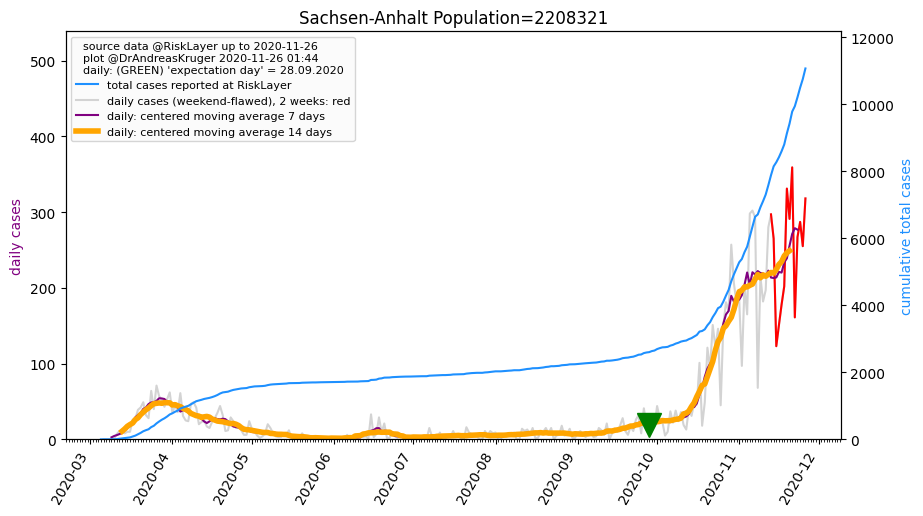 Sachsen-Anhalt Population=2208321
source data @RiskLayer up to 2020-11-26
plot @DrAndreasKruger 2020-11-26 01:44
daily: (GREEN) 'expectation day' = 28.09.2020
total cases reported at RiskLayer
daily cases (weekend-flawed), 2 weeks: red
daily: centered moving average 7 days
daily: centered moving average 14 days
daily cases
500
400
300
200
100
0
cumulative total cases
12000
10000
8000
6000
4000
2000
0
2020-03
2020-04
2020-05
2020-06
2020-07
2020-08
2020-09
2020-10
2020-11
2020-12